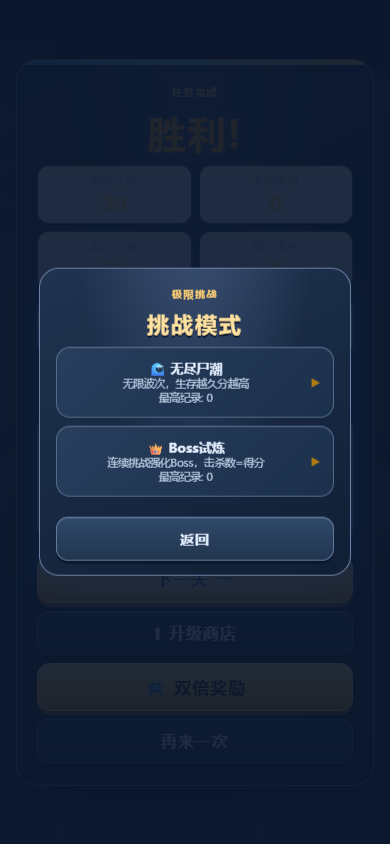 任务完成
胜利!
极限挑战
挑战模式
无尽尸潮
无限波次，生存越久分越高
最高纪录: 0
Boss试炼
连续挑战强化Boss，击杀数=得分
最高纪录: 0
返回
下一关 →
⬆ 升级商店
双倍奖励
再来一次